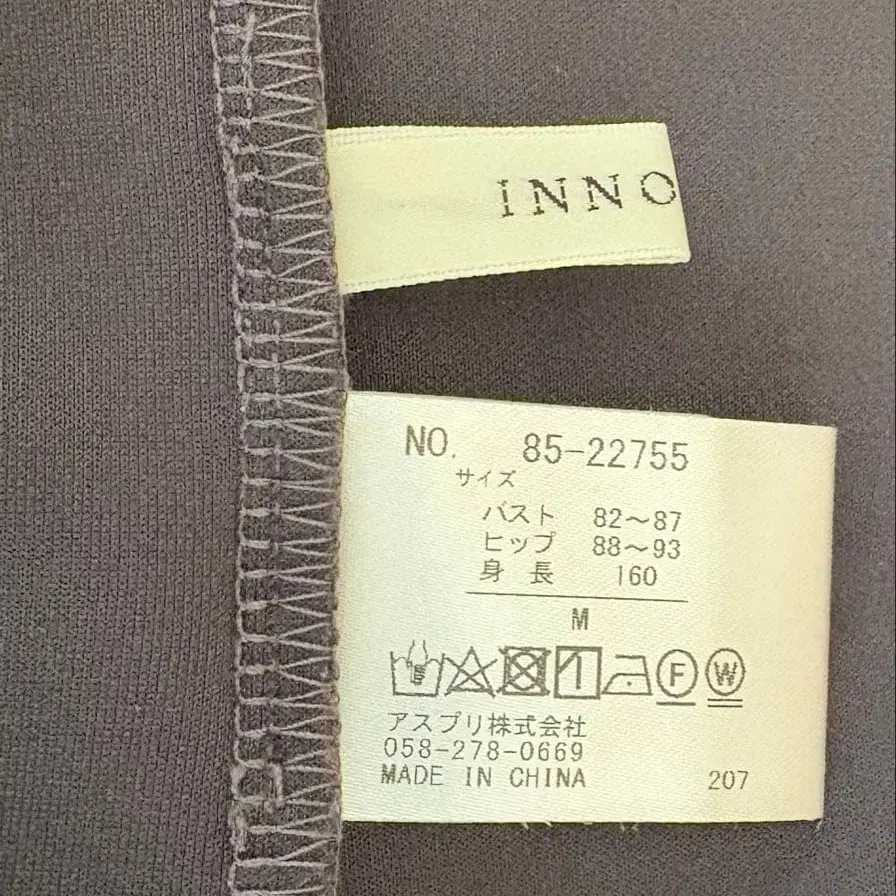 INNO
NO. 85-22755
サイズ
バスト 82～87
ヒップ 88～93
身長 160
M
F W
アスプリ株式会社
058-278-0669
MADE IN CHINA 207